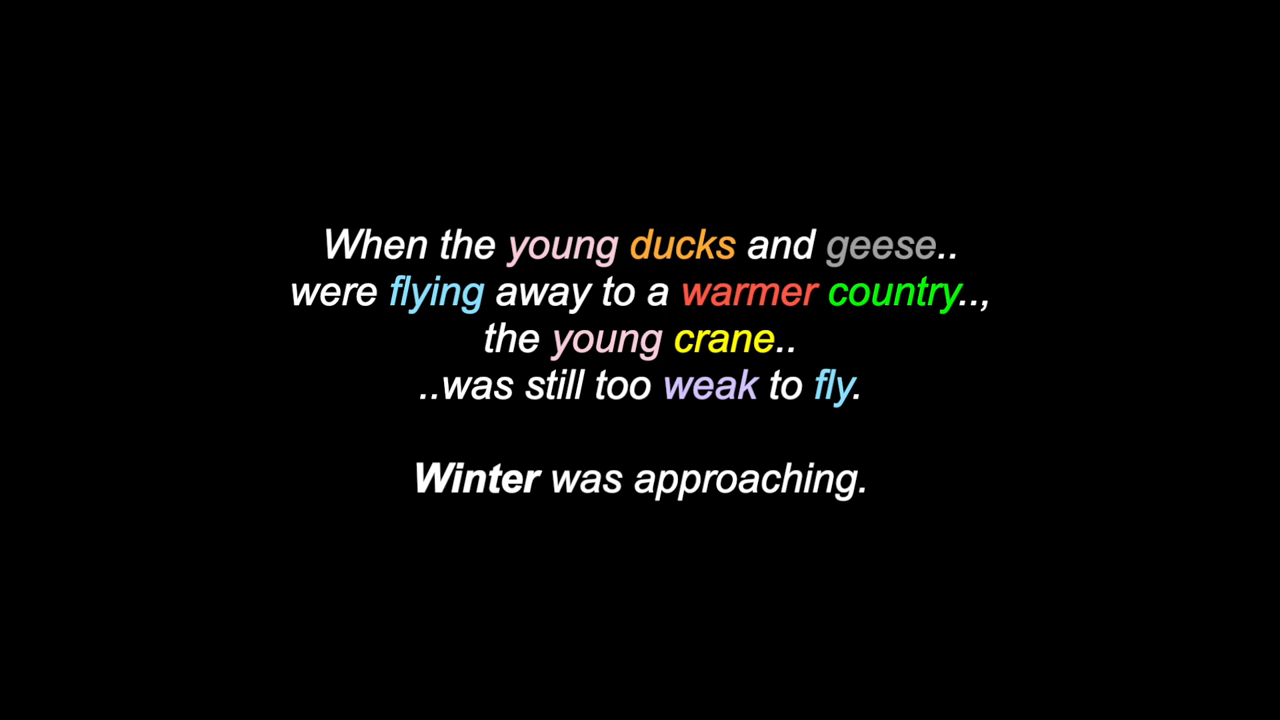 When the young ducks and geese..
were flying away to a warmer country..,
the young crane..
..was still too weak to fly.
Winter was approaching.